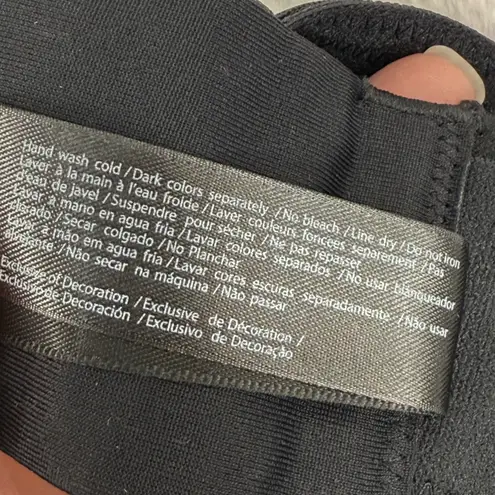 Hand wash cold /Dark colors separately /No bleach /Line dry /Do not iron
Laver à la main à l'eau froide /Laver couleurs foncées separement /Pas
d'eau de javel /Suspendre pour sécher /Ne pas repasser
Lavar a mano en agua fria /Lavar colores separados /No usar blanqueador
/Secar colgado /No Planchar
Lavar à mão em agua fria /Lavar cores escuras separadamente /Não usar
/Não secar na máquina /Não passar
Exclusive of Decoration /Exclusive de Décoration /
Exclusivo de Decoración /Exclusivo de Decoração